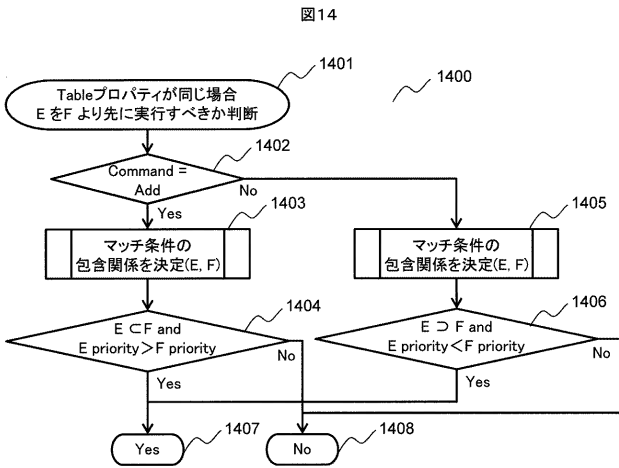 図14
1401
1400
Tableプロパティが同じ場合
EをFより先に実行すべきか判断
1402
Command =
Add
No
Yes
1403
1405
マッチ条件の
包含関係を決定(E, F)
マッチ条件の
包含関係を決定(E, F)
1404
1406
E ⊂F and
E priority＞F priority
E ⊃ F and
E priority＜F priority
No
No
Yes
Yes
1407
1408
Yes
No